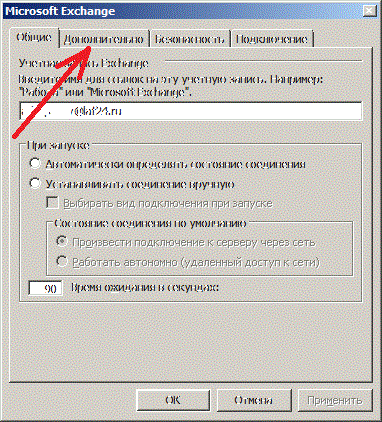 Microsoft Exchange
Общие Дополнительно Безопасность Подключение
Учетная запись Exchange
Введите имя для ссылок на эту учетную запись. Например:
"Работа" или "Microsoft Exchange".
@lat24.ru
При запуске
Автоматически определять состояние соединения
Устанавливать соединение вручную
Выбирать вид подключения при запуске
Состояние соединения по умолчанию
Произвести подключение к серверу через сеть
Работать автономно (удаленный доступ к сети)
90 Время ожидания в секундах:
ОК Отмена Применить